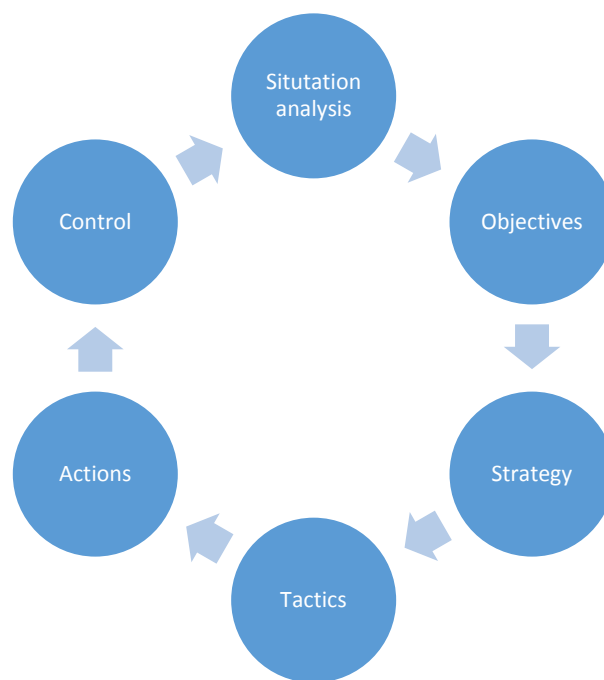 Situtation
analysis
Objectives
Strategy
Tactics
Actions
Control